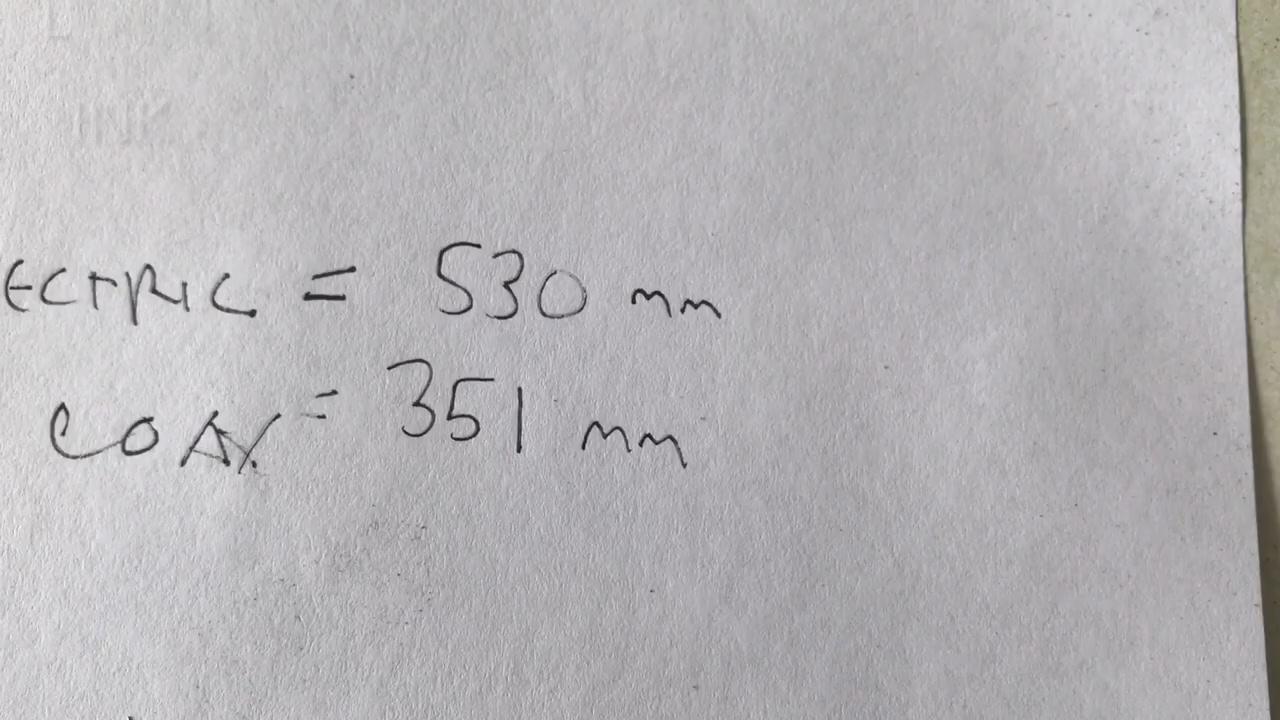 ECTRIC = 530 mm
COAX = 351 mm